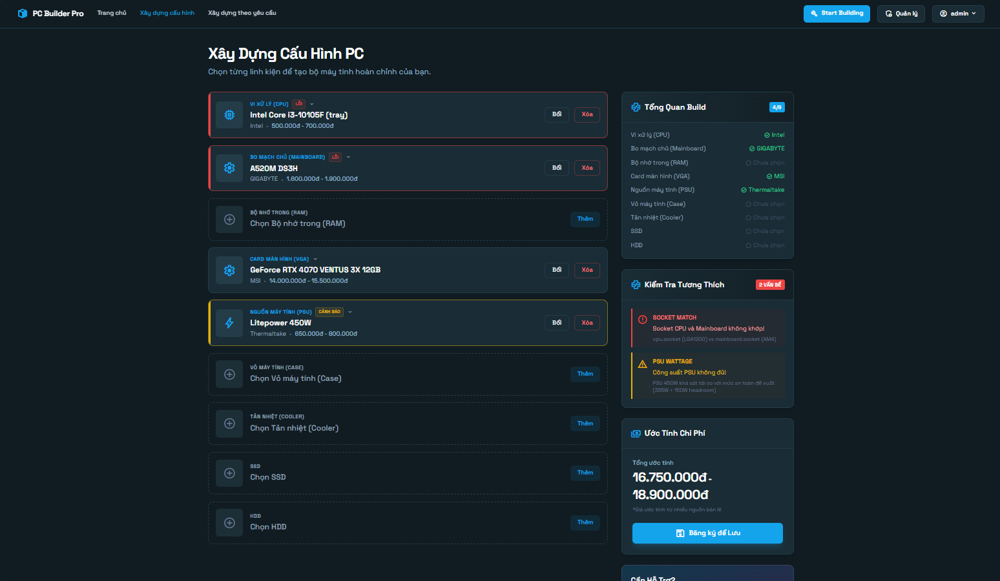 PC Builder Pro
Trang chủ
Xây dựng cấu hình
Xây dựng theo yêu cầu
Start Building
Quản lý
admin
Xây Dựng Cấu Hình PC
Chọn từng linh kiện để tạo bộ máy tính hoàn chỉnh của bạn.
VI XỬ LÝ (CPU) LỖI
Intel Core i3-10105F (tray)
Intel · 500.000đ - 700.000đ
Đổi
Xóa
BO MẠCH CHỦ (MAINBOARD) LỖI
A520M DS3H
GIGABYTE · 1.600.000đ - 1.900.000đ
Đổi
Xóa
BỘ NHỚ TRONG (RAM)
Chọn Bộ nhớ trong (RAM)
Thêm
CARD MÀN HÌNH (VGA)
GeForce RTX 4070 VENTUS 3X 12GB
MSI · 14.000.000đ - 15.500.000đ
Đổi
Xóa
NGUỒN MÁY TÍNH (PSU) CẢNH BÁO
Litepower 450W
Thermaltake · 650.000đ - 800.000đ
Đổi
Xóa
VỎ MÁY TÍNH (CASE)
Chọn Vỏ máy tính (Case)
Thêm
TẢN NHIỆT (COOLER)
Chọn Tản nhiệt (Cooler)
Thêm
SSD
Chọn SSD
Thêm
HDD
Chọn HDD
Thêm
Tổng Quan Build 4/9
Vi xử lý (CPU) Intel
Bo mạch chủ (Mainboard) GIGABYTE
Bộ nhớ trong (RAM) Chưa chọn
Card màn hình (VGA) MSI
Nguồn máy tính (PSU) Thermaltake
Vỏ máy tính (Case) Chưa chọn
Tản nhiệt (Cooler) Chưa chọn
SSD Chưa chọn
HDD Chưa chọn
Kiểm Tra Tương Thích 2 VẤN ĐỀ
SOCKET MATCH
Socket CPU và Mainboard không khớp!
cpu.socket (LGA1200) vs mainboard.socket (AM4)
PSU WATTAGE
Công suất PSU không đủ!
PSU 450W khá sát tải so với mức an toàn đề xuất
(365W + 150W headroom)
Ước Tính Chi Phí
Tổng ước tính
16.750.000đ -
18.900.000đ
*Giá ước tính từ nhiều nguồn bán lẻ
Đăng ký để Lưu
Cần Hỗ Trợ?